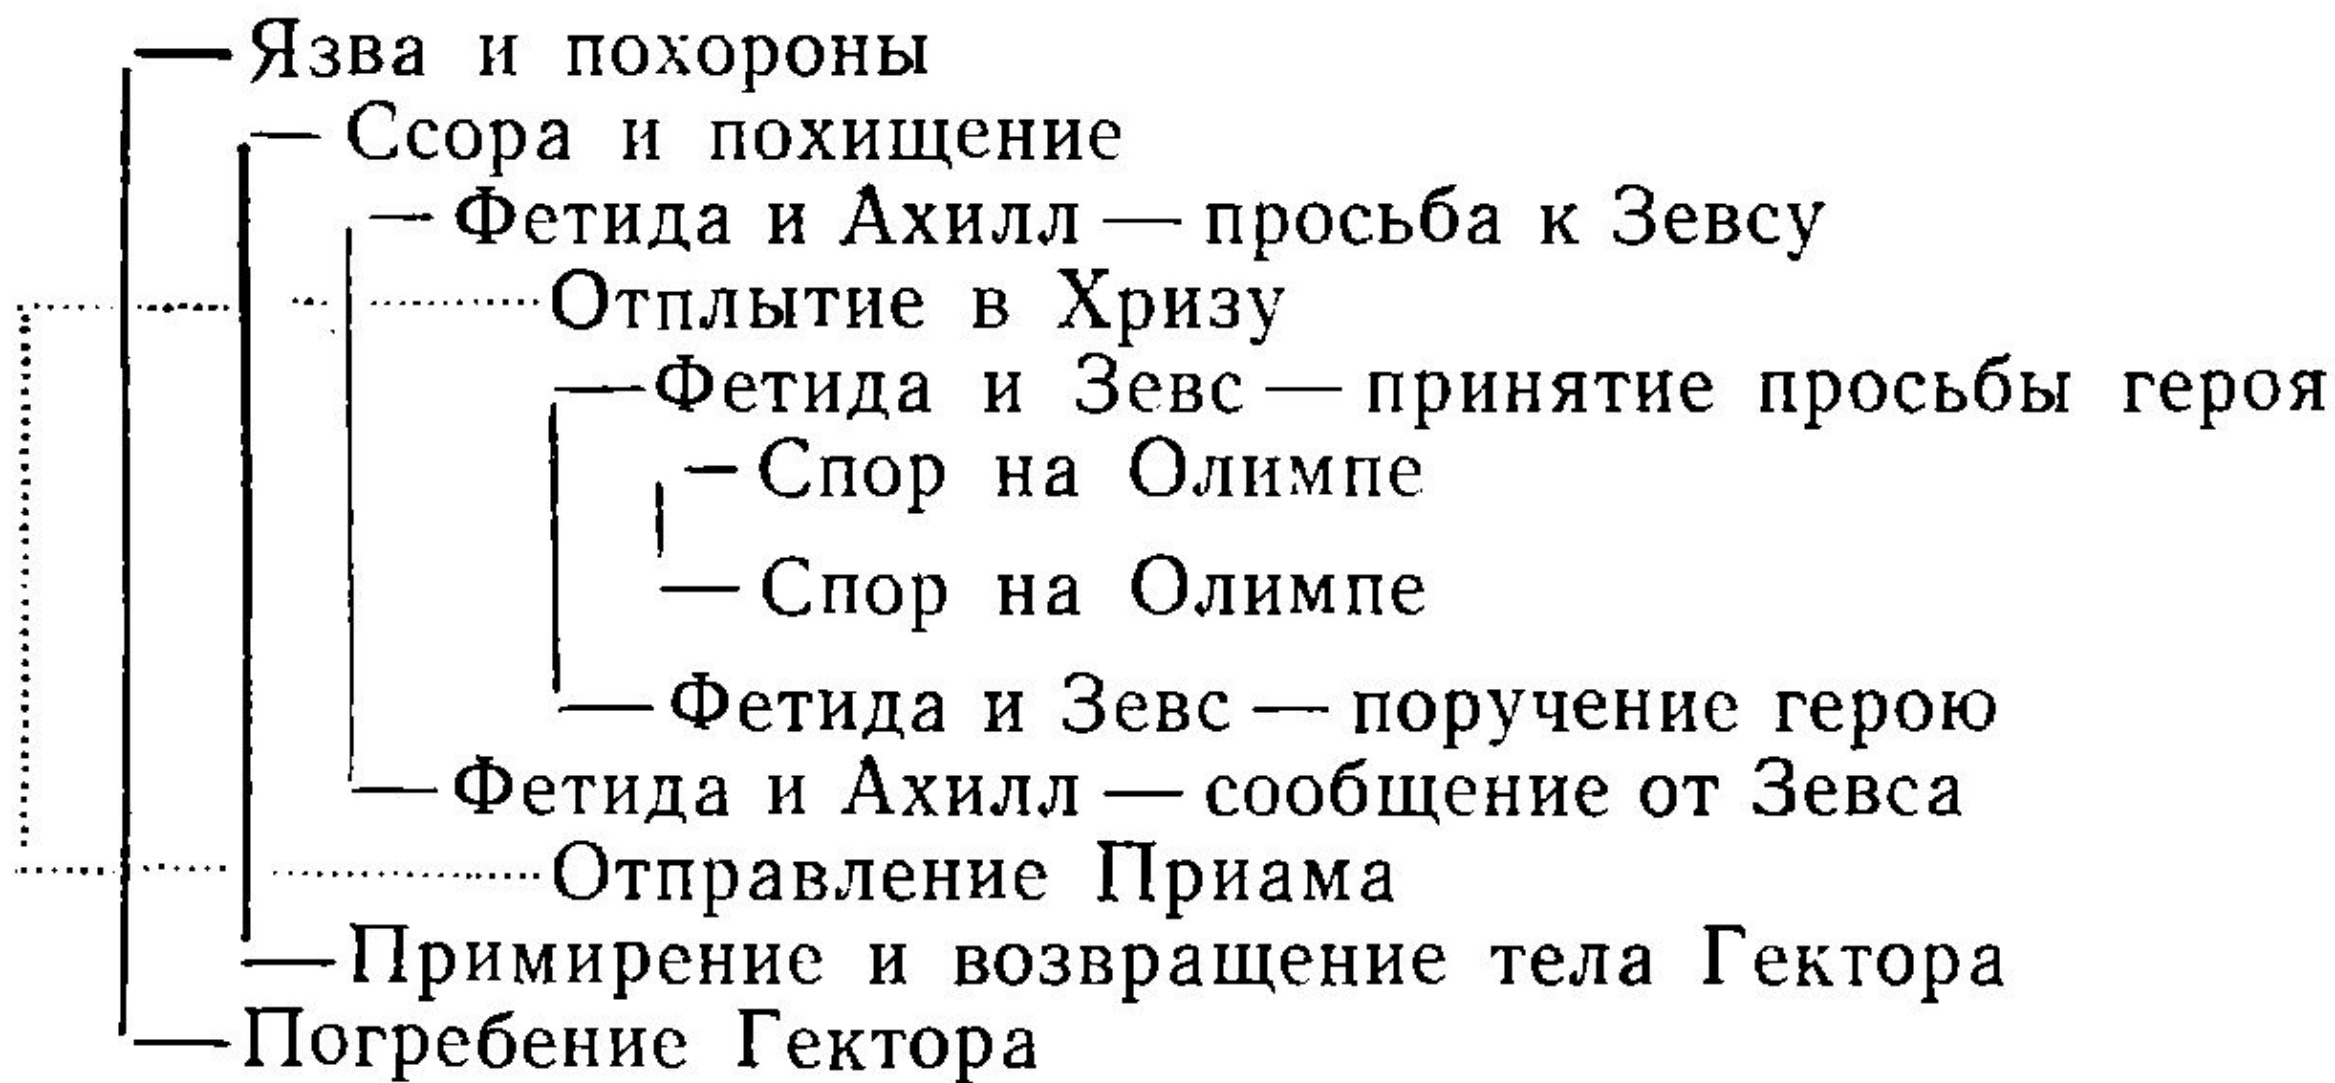 Язва и похороны
Ссора и похищение
Фетида и Ахилл — просьба к Зевсу
Отплытие в Хризу
Фетида и Зевс — принятие просьбы героя
Спор на Олимпе
Спор на Олимпе
Фетида и Зевс — поручение герою
Фетида и Ахилл — сообщение от Зевса
Отправление Приама
Примирение и возвращение тела Гектора
Погребение Гектора